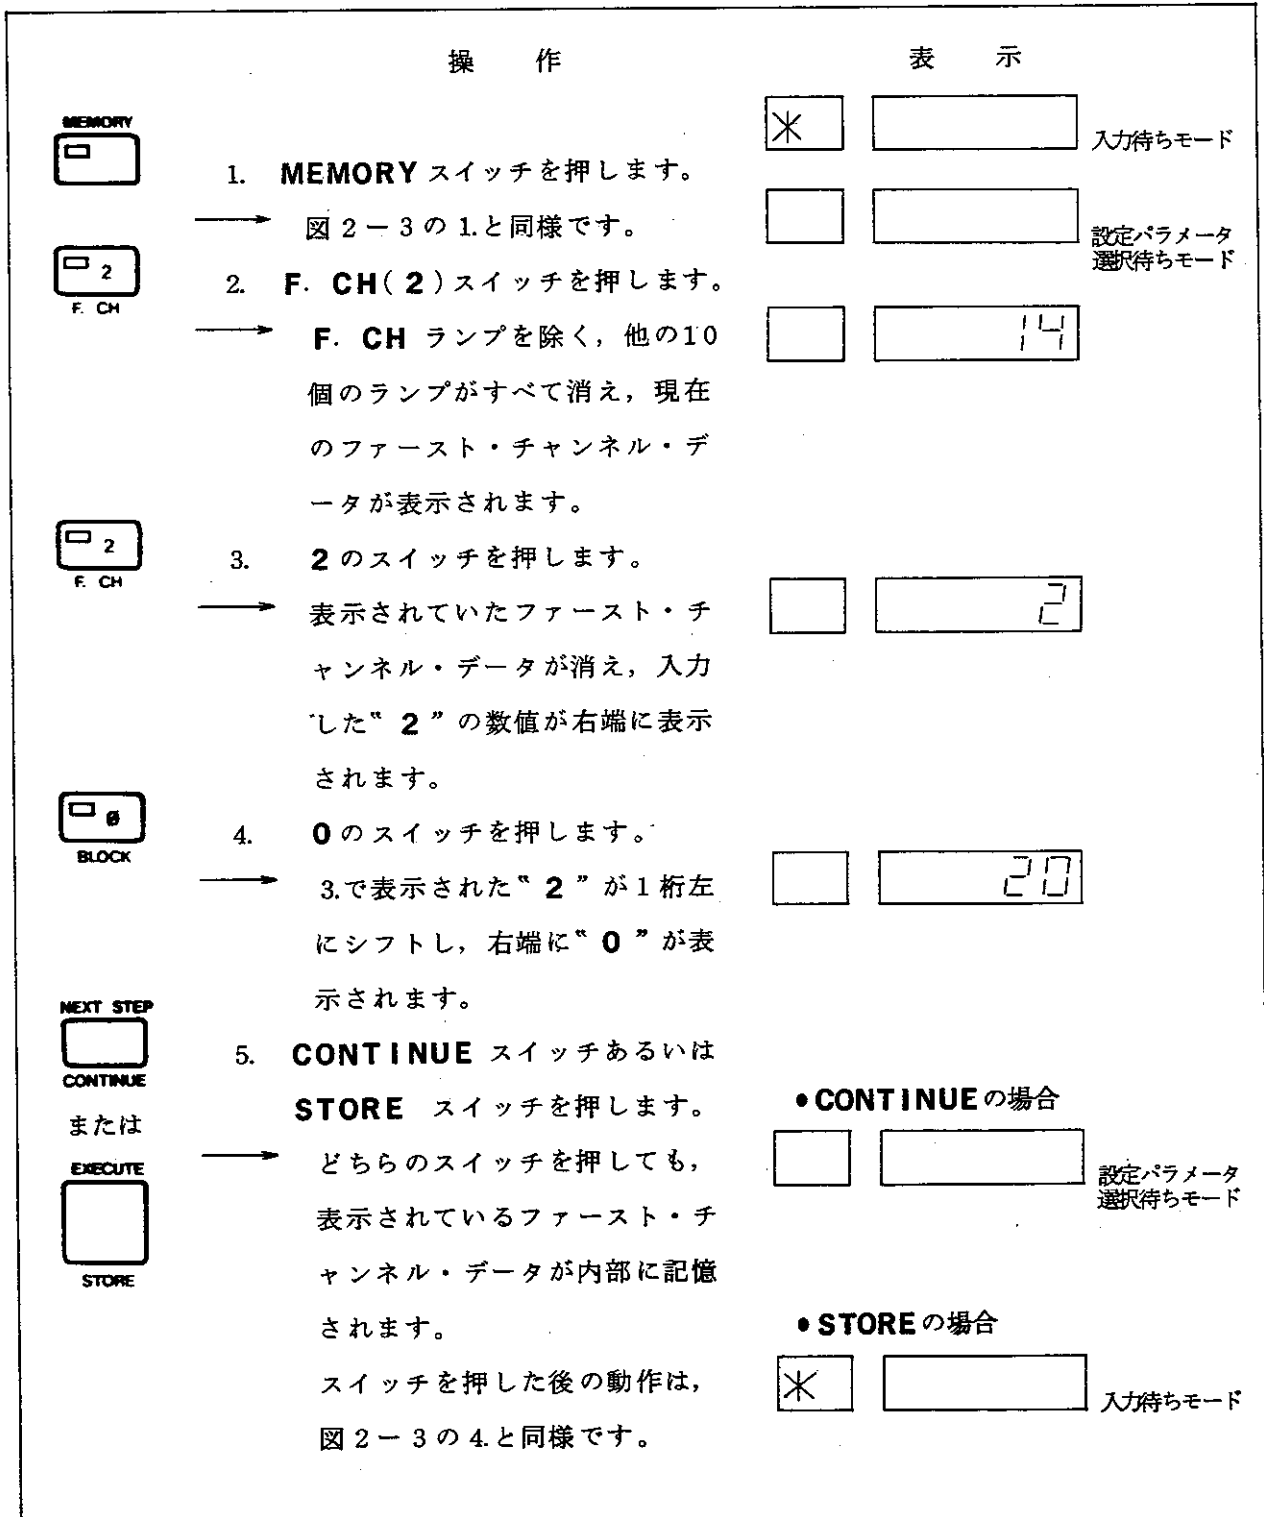 操 作 表 示
MEMORY
* 入力待ちモード
1. MEMORY スイッチを押します。
図2-3の1.と同様です。
設定パラメータ
選択待ちモード
2
F. CH
2. F. CH(2)スイッチを押します。
F. CH ランプを除く，他の10
個のランプがすべて消え，現在
のファースト・チャンネル・デ
ータが表示されます。
14
2
F. CH
3. 2のスイッチを押します。
表示されていたファースト・チ
ャンネル・データが消え，入力
した“2”の数値が右端に表示
されます。
2
0
BLOCK
4. 0のスイッチを押します。
3.で表示された“2”が1桁左
にシフトし，右端に“0”が表
示されます。
20
NEXT STEP
CONTINUE
または
EXECUTE
STORE
5. CONTINUE スイッチあるいは
STORE スイッチを押します。
どちらのスイッチを押しても，
表示されているファースト・チ
ャンネル・データが内部に記憶
されます。
スイッチを押した後の動作は，
図2-3の4.と同様です。
●CONTINUEの場合
設定パラメータ
選択待ちモード
●STOREの場合
* 入力待ちモード